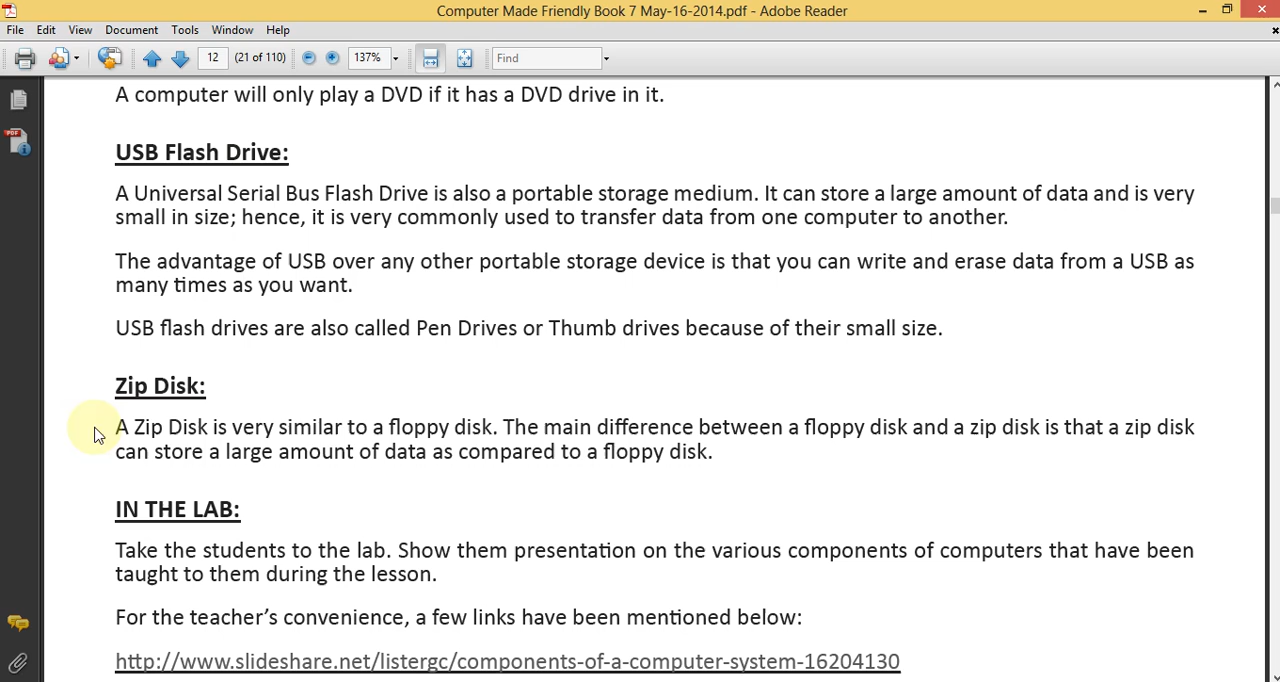 Computer Made Friendly Book 7 May-16-2014.pdf - Adobe Reader
File Edit View Document Tools Window Help
12 (21 of 110) 137% Find
A computer will only play a DVD if it has a DVD drive in it.
USB Flash Drive:
A Universal Serial Bus Flash Drive is also a portable storage medium. It can store a large amount of data and is very
small in size; hence, it is very commonly used to transfer data from one computer to another.
The advantage of USB over any other portable storage device is that you can write and erase data from a USB as
many times as you want.
USB flash drives are also called Pen Drives or Thumb drives because of their small size.
Zip Disk:
A Zip Disk is very similar to a floppy disk. The main difference between a floppy disk and a zip disk is that a zip disk
can store a large amount of data as compared to a floppy disk.
IN THE LAB:
Take the students to the lab. Show them presentation on the various components of computers that have been
taught to them during the lesson.
For the teacher’s convenience, a few links have been mentioned below:
http://www.slideshare.net/listergc/components-of-a-computer-system-16204130